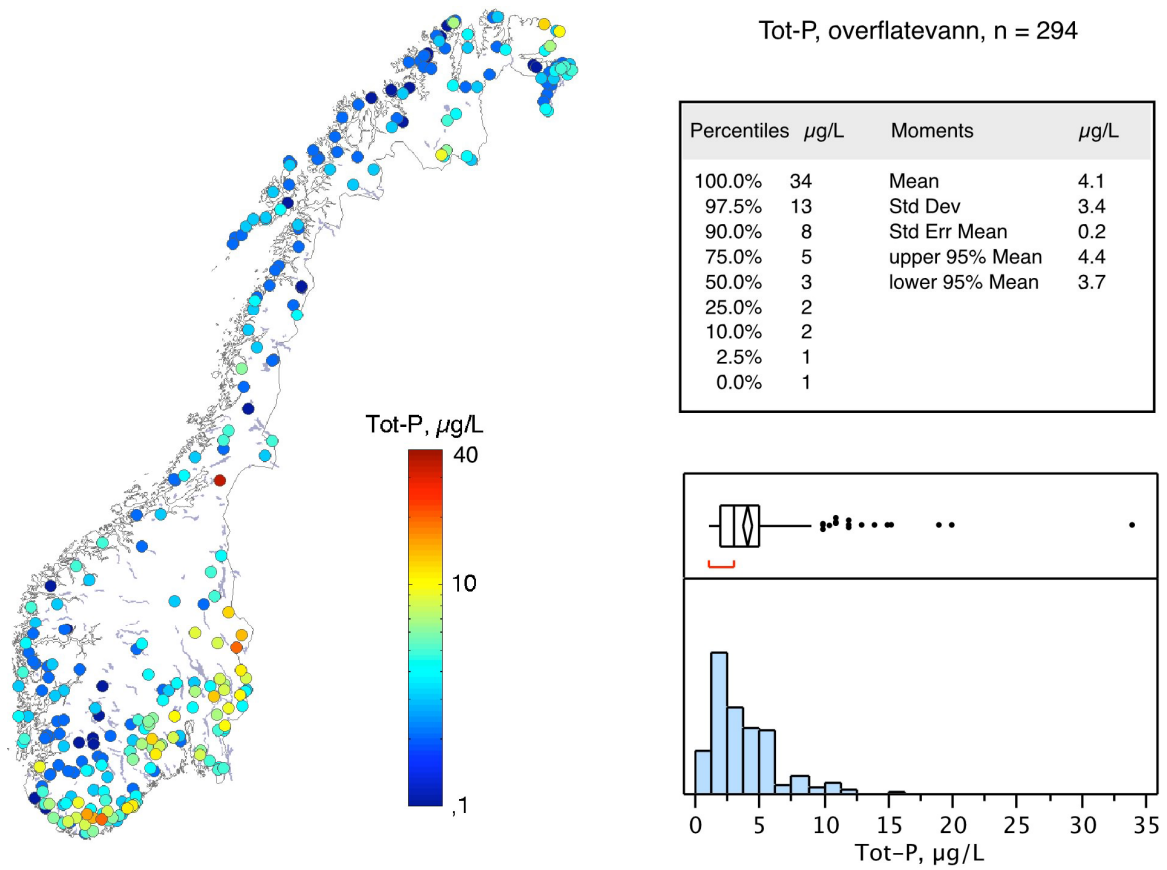 Tot-P, overflatevann, n = 294
Percentiles µg/L Moments µg/L
100.0% 34 Mean 4.1
97.5% 13 Std Dev 3.4
90.0% 8 Std Err Mean 0.2
75.0% 5 upper 95% Mean 4.4
50.0% 3 lower 95% Mean 3.7
25.0% 2
10.0% 2
2.5% 1
0.0% 1
Tot-P, µg/L
40
10
,1
0 5 10 15 20 25 30 35
Tot–P, µg/L